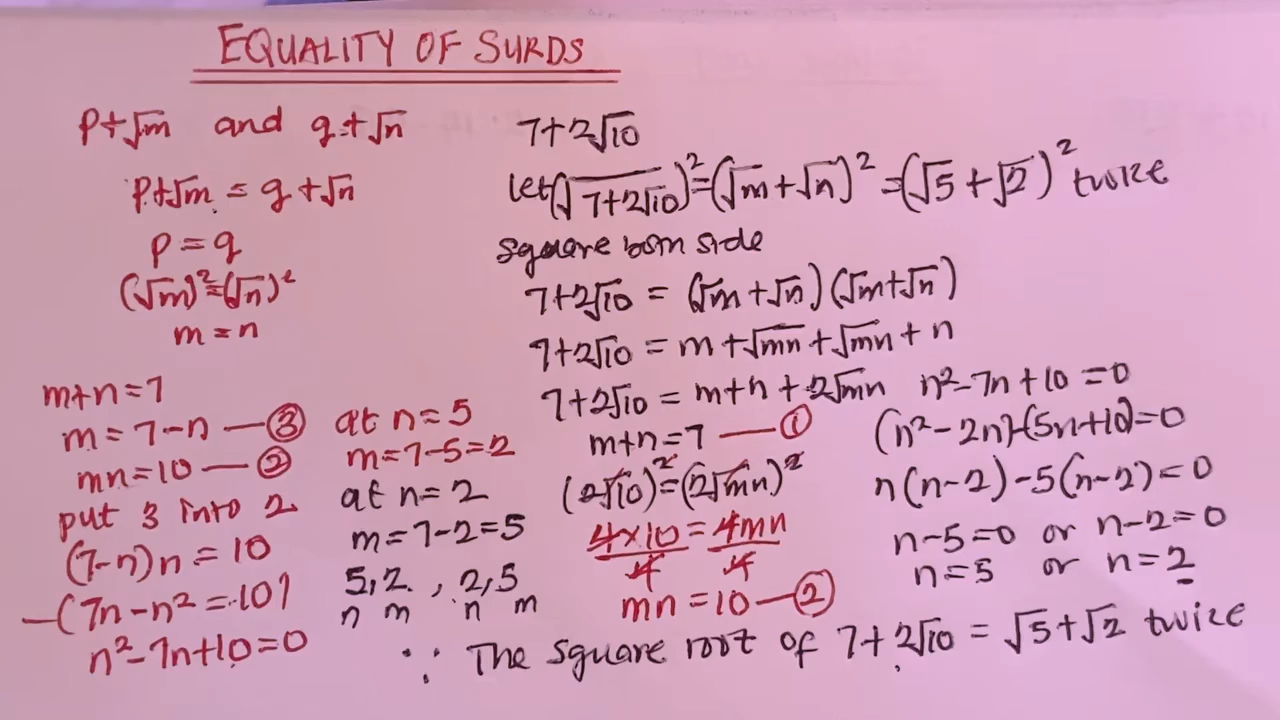 EQUALITY OF SURDS
p+√m and q+√n
p+√m = q+√n
p = q
(√m)²=(√n)²
m = n
m+n=7
m = 7-n —③
mn=10 —②
put 3 into 2
(7-n)n = 10
-(7n-n²=10)
n²-7n+10=0
at n=5
m=7-5=2
at n=2
m=7-2=5
5,2 , 2,5
n m n m
7+2√10
let(√7+2√10)²=(√m+√n)²=(√5+√2)² twice
square both side
7+2√10 = (√m+√n)(√m+√n)
7+2√10 = m+√mn+√mn+n
7+2√10 = m+n+2√mn
m+n=7 —①
(2√10)²=(2√mn)²
4×10 = 4mn
4 4
mn=10 —②
n²-7n+10=0
(n²-2n)-(5n+10)=0
n(n-2)-5(n-2)=0
n-5=0 or n-2=0
n=5 or n=2
∵ The square root of 7+2√10 = √5+√2 twice